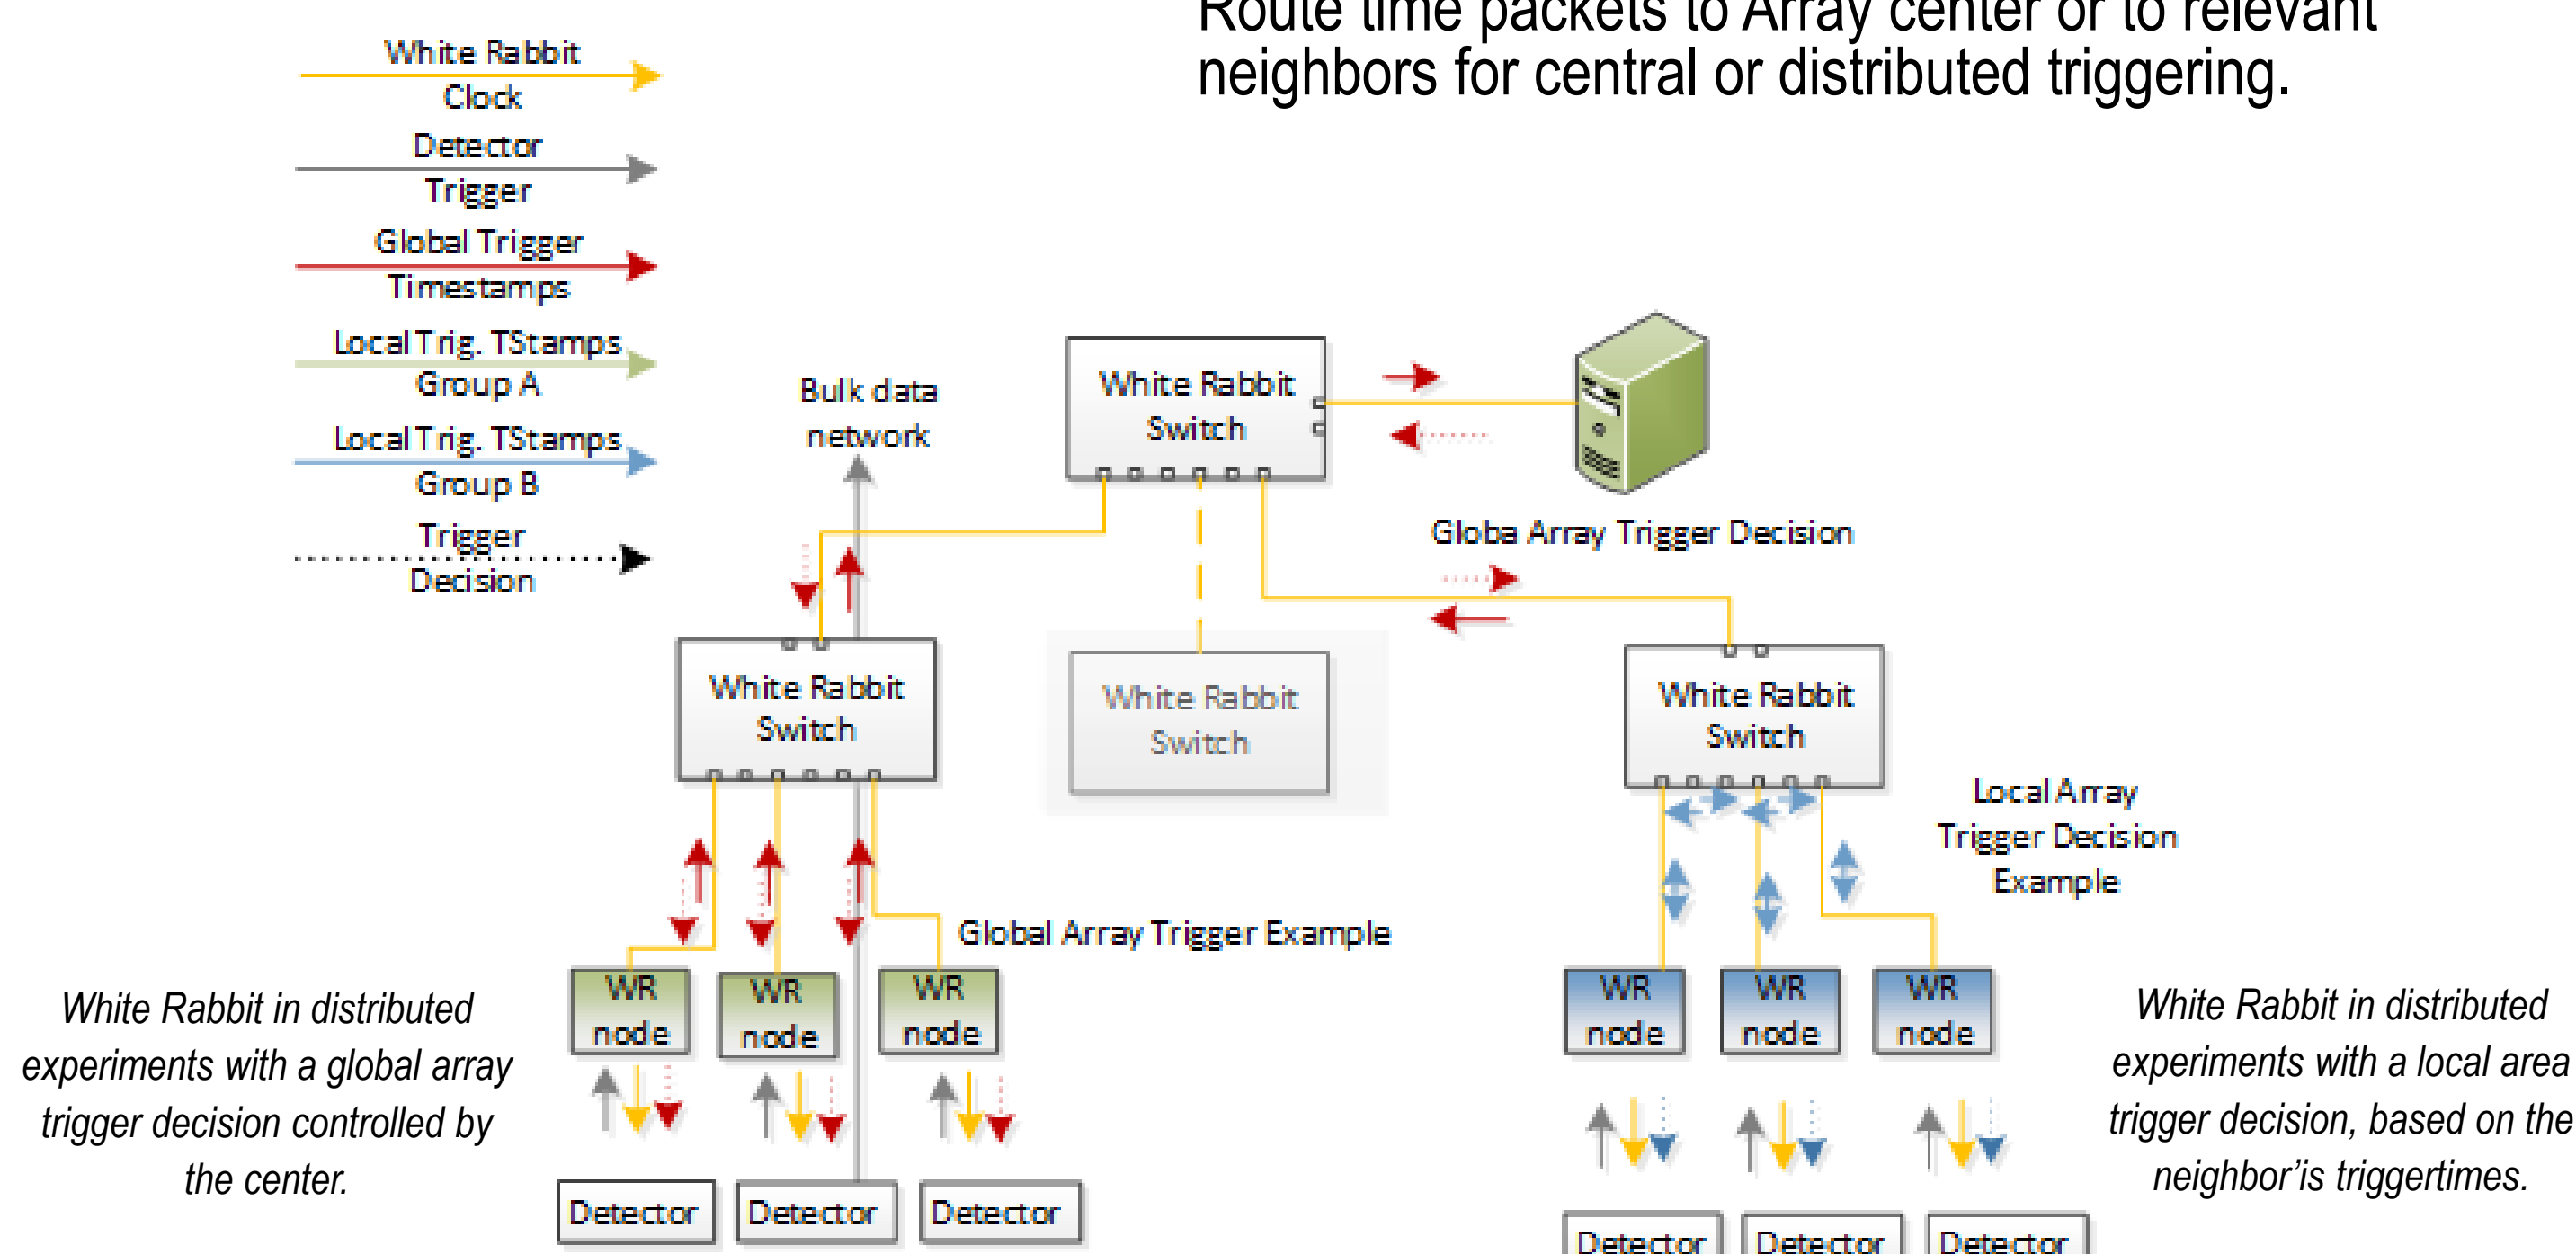 Route time packets to Array center or to relevant
neighbors for central or distributed triggering.
White Rabbit
Clock
Detector
Trigger
Global Trigger
Timestamps
Local Trig. TStamps
Group A
Local Trig. TStamps
Group B
Trigger
Decision
Bulk data
network
White Rabbit
Switch
Globa Array Trigger Decision
White Rabbit
Switch
White Rabbit
Switch
White Rabbit
Switch
Local Array
Trigger Decision
Example
Global Array Trigger Example
White Rabbit in distributed
experiments with a global array
trigger decision controlled by
the center.
WR
node
WR
node
WR
node
WR
node
WR
node
WR
node
White Rabbit in distributed
experiments with a local area
trigger decision, based on the
neighbor'is triggertimes.
Detector
Detector
Detector
Detector
Detector
Detector